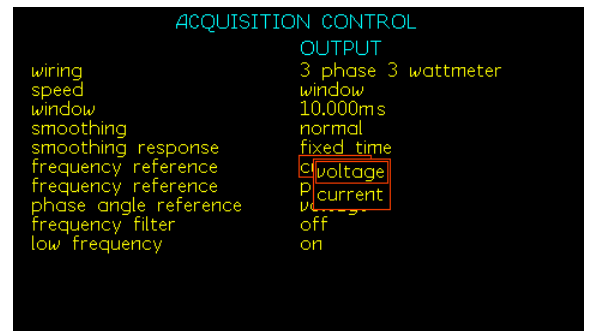 ACQUISITION CONTROL
OUTPUT
wiring 3 phase 3 wattmeter
speed window
window 10.000ms
smoothing normal
smoothing response fixed time
frequency reference voltage
frequency reference current
phase angle reference
frequency filter off
low frequency on